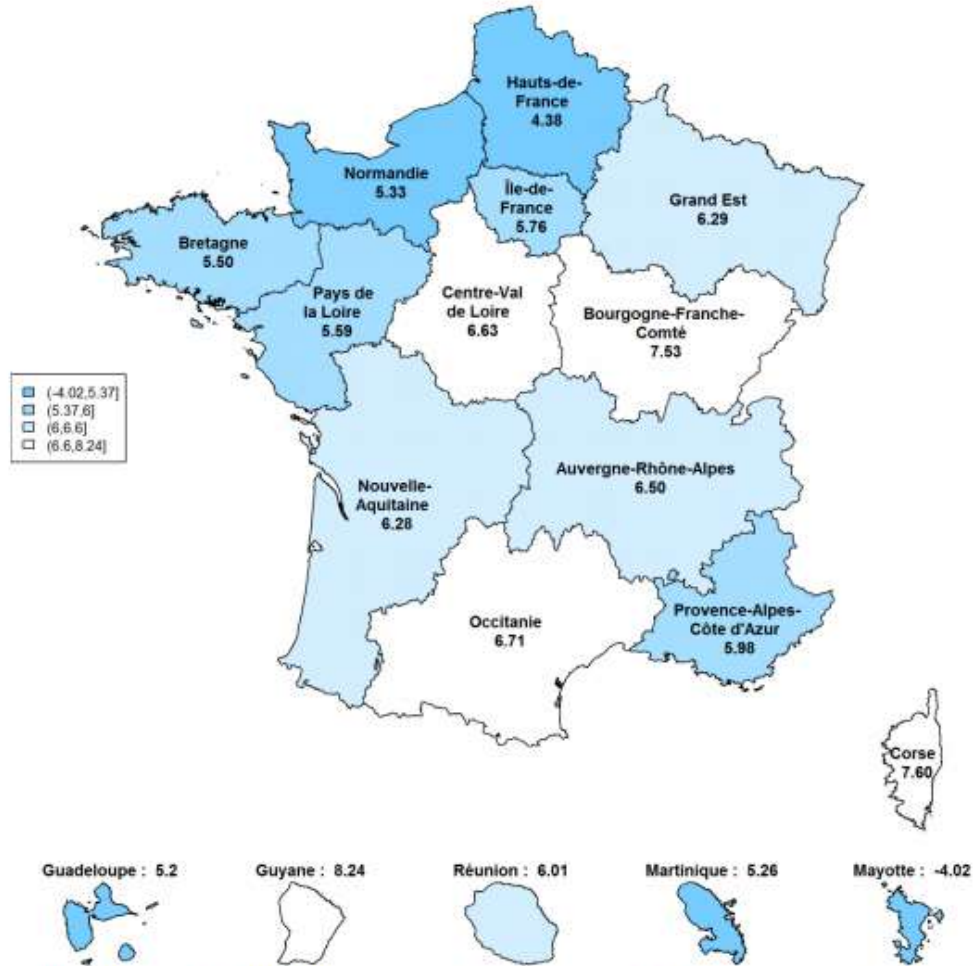 Hauts-de-
France
4.38
Normandie
5.33
Île-de-
France
5.76
Grand Est
6.29
Bretagne
5.50
Pays de
la Loire
5.59
Centre-Val
de Loire
6.63
Bourgogne-Franche-
Comté
7.53
(-4.02,5.37]
(5.37,6]
(6,6.6]
(6.6,8.24]
Nouvelle-
Aquitaine
6.28
Auvergne-Rhône-Alpes
6.50
Occitanie
6.71
Provence-Alpes-
Côte d'Azur
5.98
Corse
7.60
Guadeloupe : 5.2
Guyane : 8.24
Réunion : 6.01
Martinique : 5.26
Mayotte : -4.02